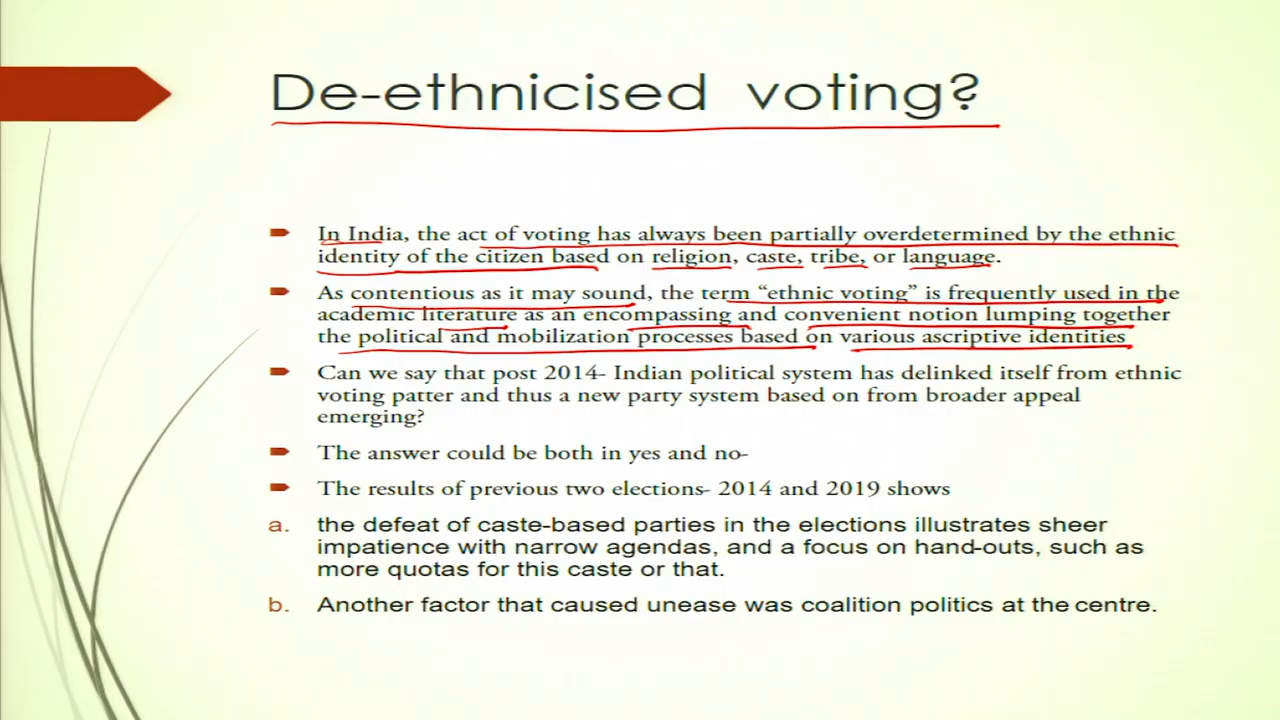 De-ethnicised voting?
In India, the act of voting has always been partially overdetermined by the ethnic
identity of the citizen based on religion, caste, tribe, or language.
As contentious as it may sound, the term “ethnic voting” is frequently used in the
academic literature as an encompassing and convenient notion lumping together
the political and mobilization processes based on various ascriptive identities
Can we say that post 2014- Indian political system has delinked itself from ethnic
voting patter and thus a new party system based on from broader appeal
emerging?
The answer could be both in yes and no-
The results of previous two elections- 2014 and 2019 shows
a. the defeat of caste-based parties in the elections illustrates sheer
impatience with narrow agendas, and a focus on hand-outs, such as
more quotas for this caste or that.
b. Another factor that caused unease was coalition politics at the centre.